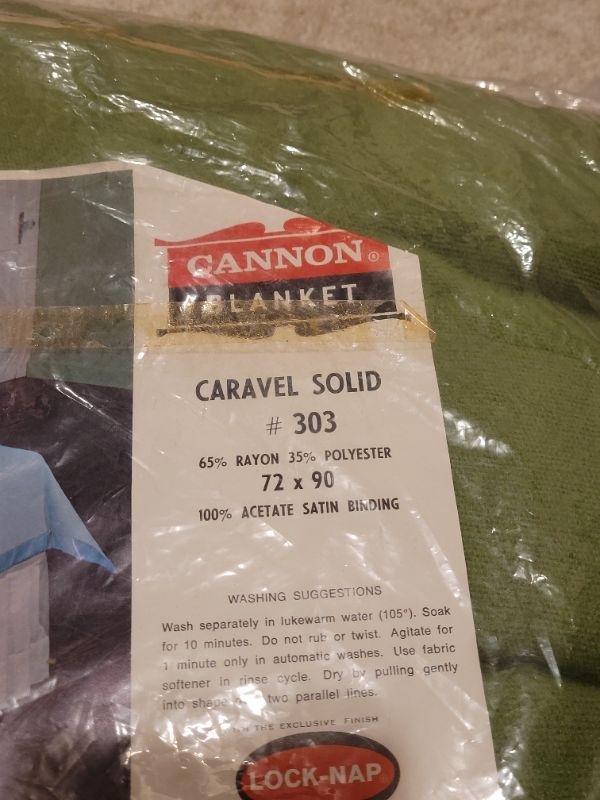 CANNON®
BLANKET
CARAVEL SOLID
# 303
65% RAYON 35% POLYESTER
72 x 90
100% ACETATE SATIN BINDING
WASHING SUGGESTIONS
Wash separately in lukewarm water (105°). Soak
for 10 minutes. Do not rub or twist. Agitate for
1 minute only in automatic washes. Use fabric
softener in rinse cycle. Dry by pulling gently
into shape two parallel lines.
THE EXCLUSIVE FINISH
LOCK-NAP